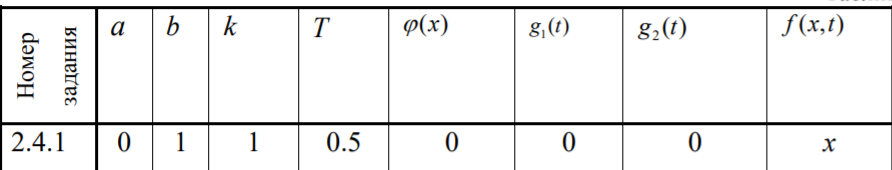 Номер задания a b k T φ(x) g₁(t) g₂(t) f(x,t)
2.4.1 0 1 1 0.5 0 0 0 x